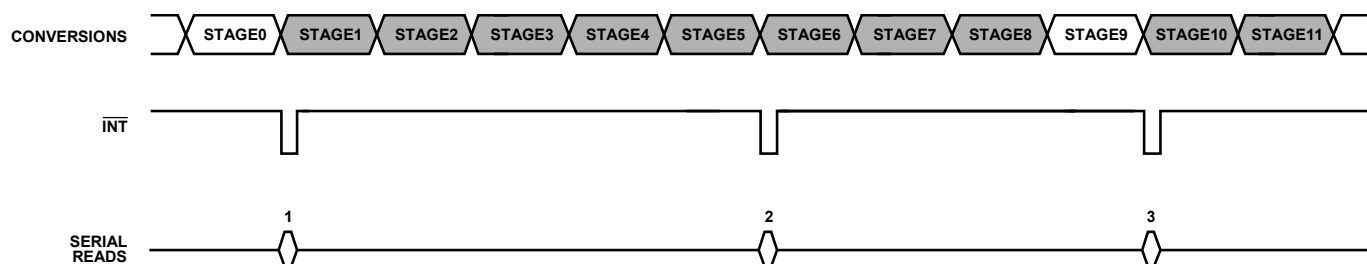 CONVERSIONS STAGE0 STAGE1 STAGE2 STAGE3 STAGE4 STAGE5 STAGE6 STAGE7 STAGE8 STAGE9 STAGE10 STAGE11
INT
1 2 3
SERIAL
READS